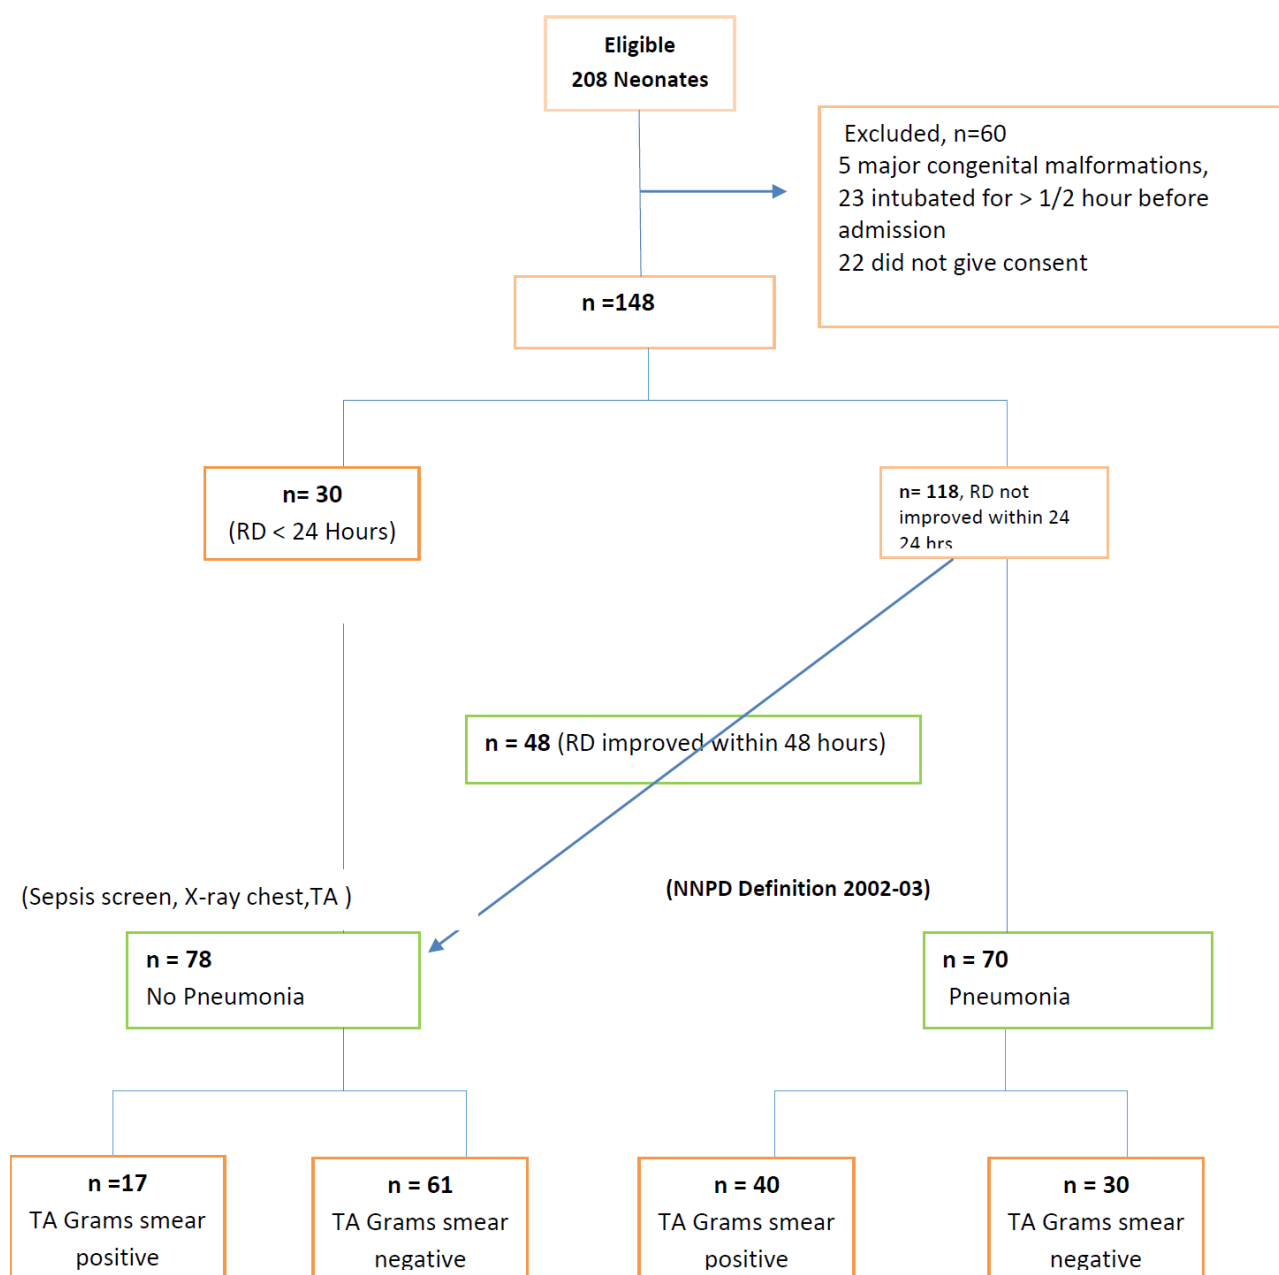 Eligible
208 Neonates
Excluded, n=60
5 major congenital malformations,
23 intubated for > 1/2 hour before
admission
22 did not give consent
n =148
n= 30
(RD < 24 Hours)
n= 118, RD not
improved within 24
24 hrs
n = 48 (RD improved within 48 hours)
(Sepsis screen, X-ray chest,TA )
(NNPD Definition 2002-03)
n = 78
No Pneumonia
n = 70
Pneumonia
n =17
TA Grams smear
positive
n = 61
TA Grams smear
negative
n = 40
TA Grams smear
positive
n = 30
TA Grams smear
negative